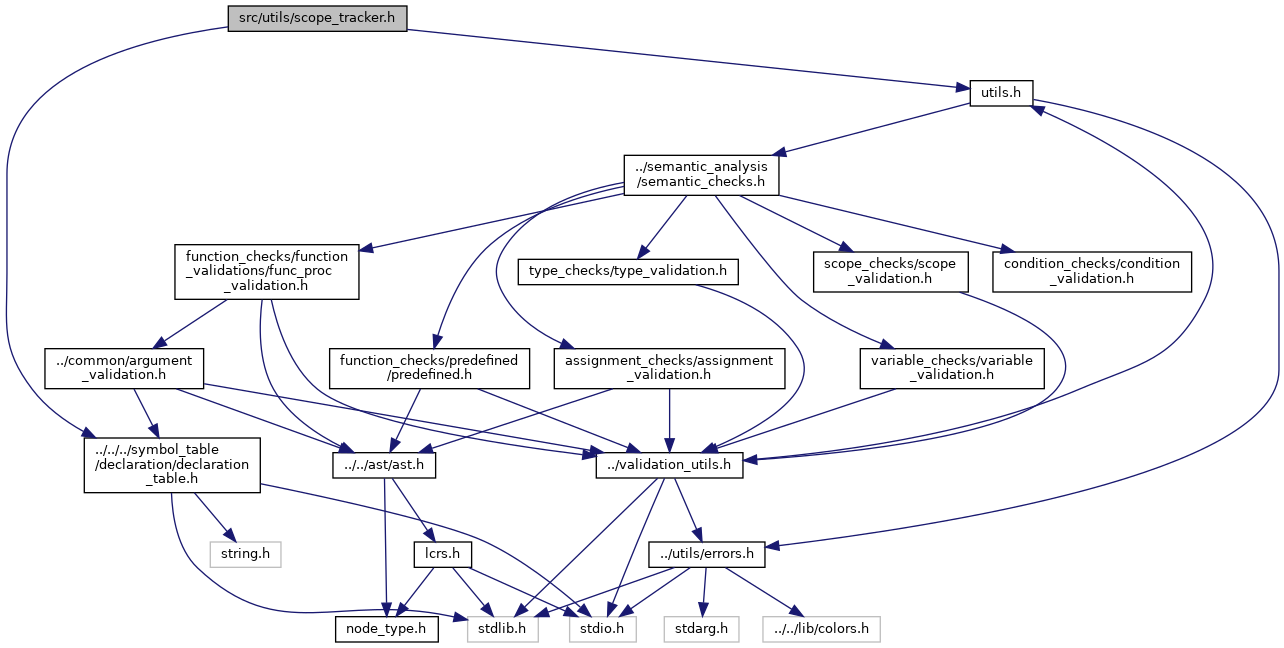 src/utils/scope_tracker.h
utils.h
../semantic_analysis
/semantic_checks.h
function_checks/function
_validations/func_proc
_validation.h
type_checks/type_validation.h
scope_checks/scope
_validation.h
condition_checks/condition
_validation.h
../common/argument
_validation.h
function_checks/predefined
/predefined.h
assignment_checks/assignment
_validation.h
variable_checks/variable
_validation.h
../../../symbol_table
/declaration/declaration
_table.h
../../ast/ast.h
../validation_utils.h
string.h
lcrs.h
../utils/errors.h
node_type.h
stdlib.h
stdio.h
stdarg.h
../../lib/colors.h